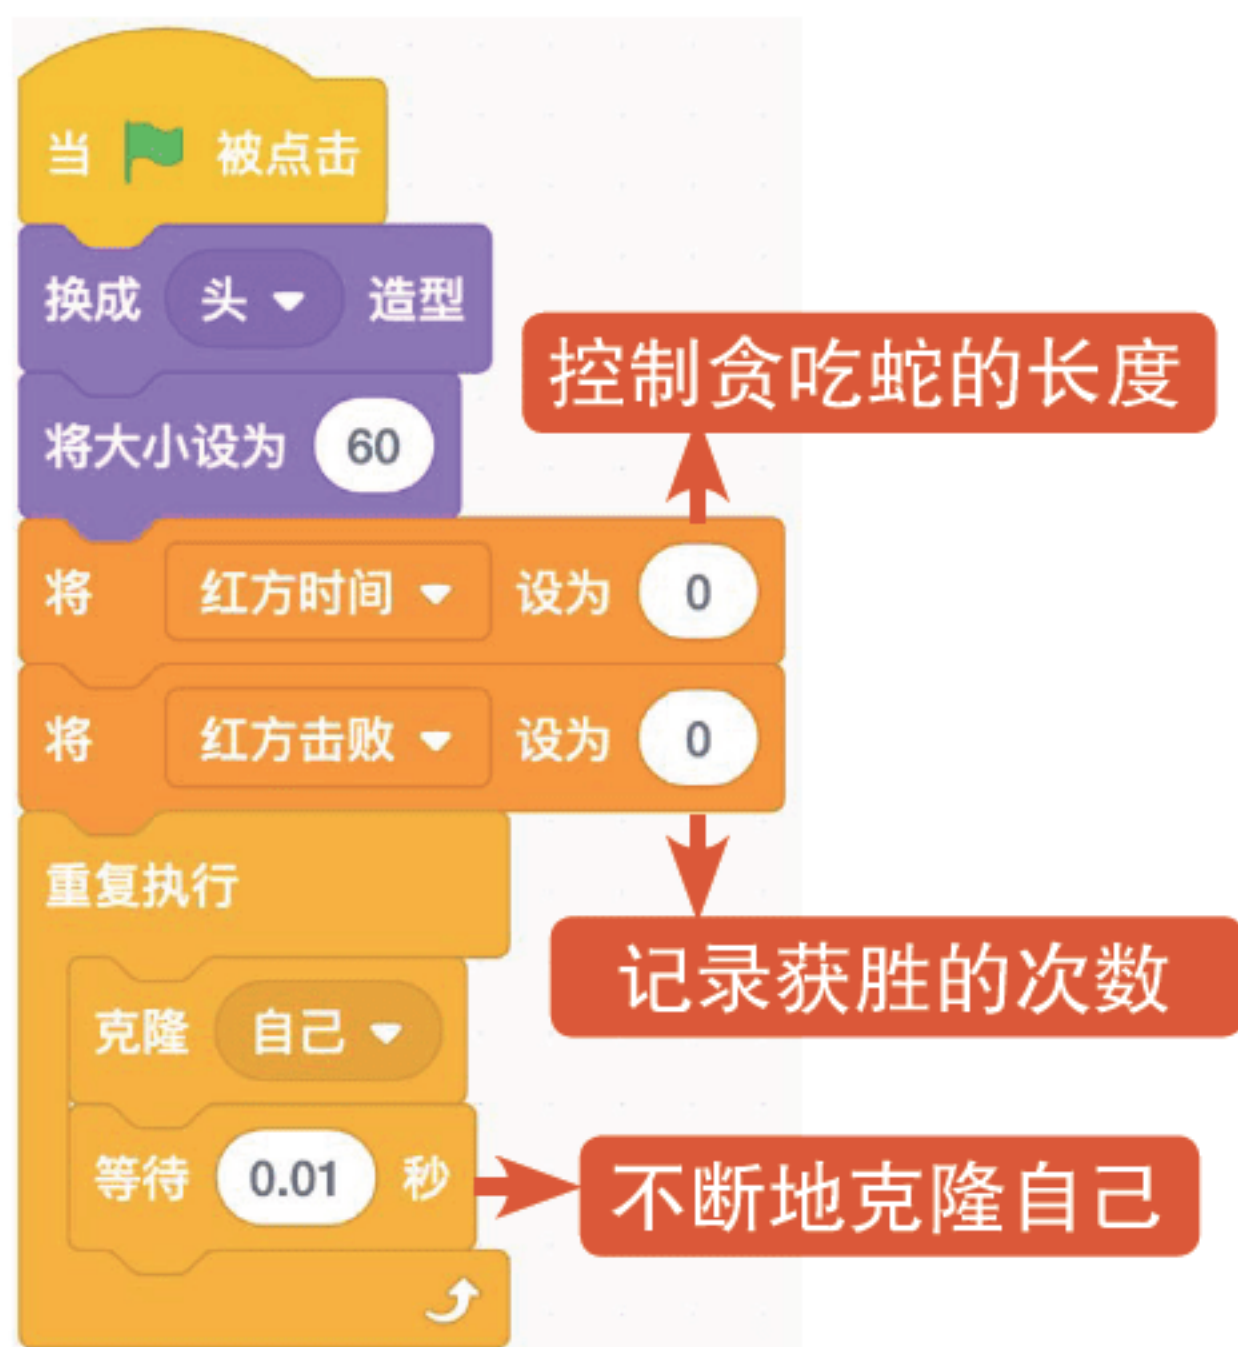 当 被点击
换成 头 造型
控制贪吃蛇的长度
将大小设为 60
将 红方时间 设为 0
将 红方击败 设为 0
重复执行
记录获胜的次数
克隆 自己
等待 0.01 秒
不断地克隆自己